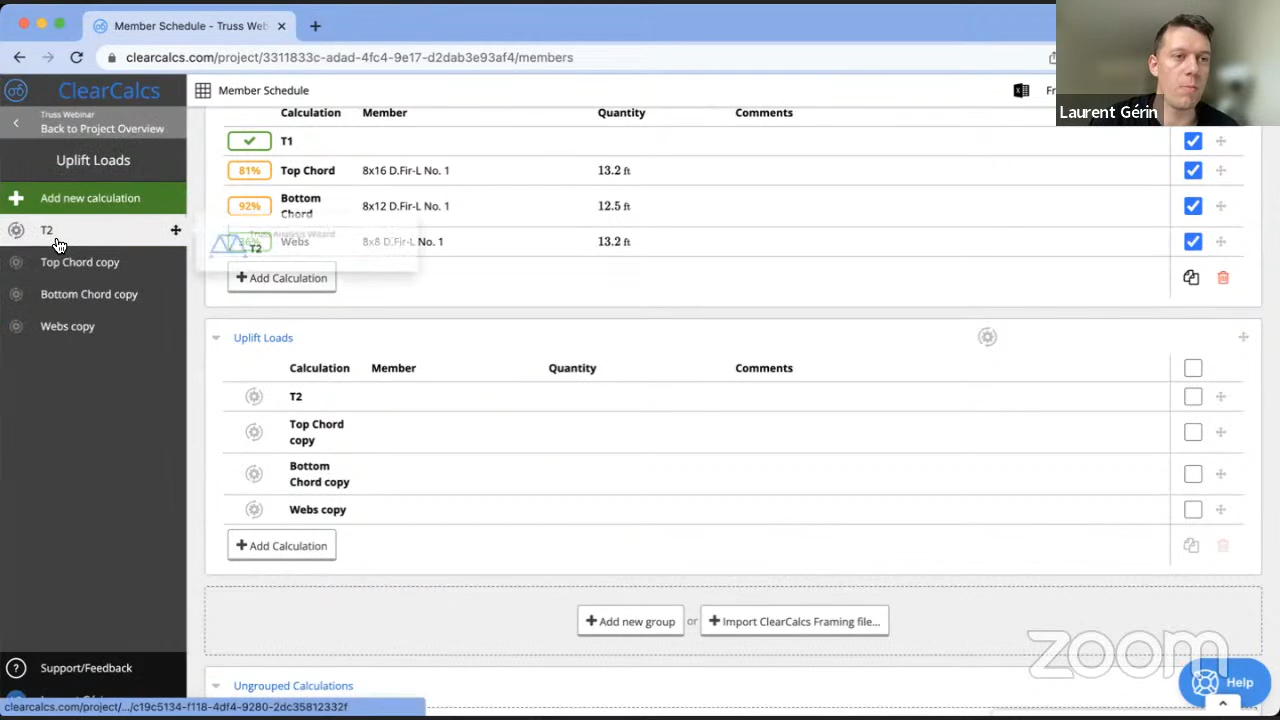 Member Schedule - Truss Web
clearcalcs.com/project/3311833c-adad-4fc4-9e17-d2dab3e93af4/members
Laurent Gérin
ClearCalcs
Truss Webinar
Back to Project Overview
Uplift Loads
Add new calculation
T2
Top Chord copy
Bottom Chord copy
Webs copy
Support/Feedback
clearcalcs.com/project/.../c19c5134-f118-4df4-9280-2dc35812332f
Member Schedule
Fr
Calculation Member Quantity Comments
T1
81% Top Chord 8x16 D.Fir-L No. 1 13.2 ft
92% Bottom Chord 8x12 D.Fir-L No. 1 12.5 ft
Webs 8x8 D.Fir-L No. 1 13.2 ft
Truss Analysis Wizard
T2
Add Calculation
Uplift Loads
Calculation Member Quantity Comments
T2
Top Chord
copy
Bottom
Chord copy
Webs copy
Add Calculation
Add new group or Import ClearCalcs Framing file...
Ungrouped Calculations
zoom
Help